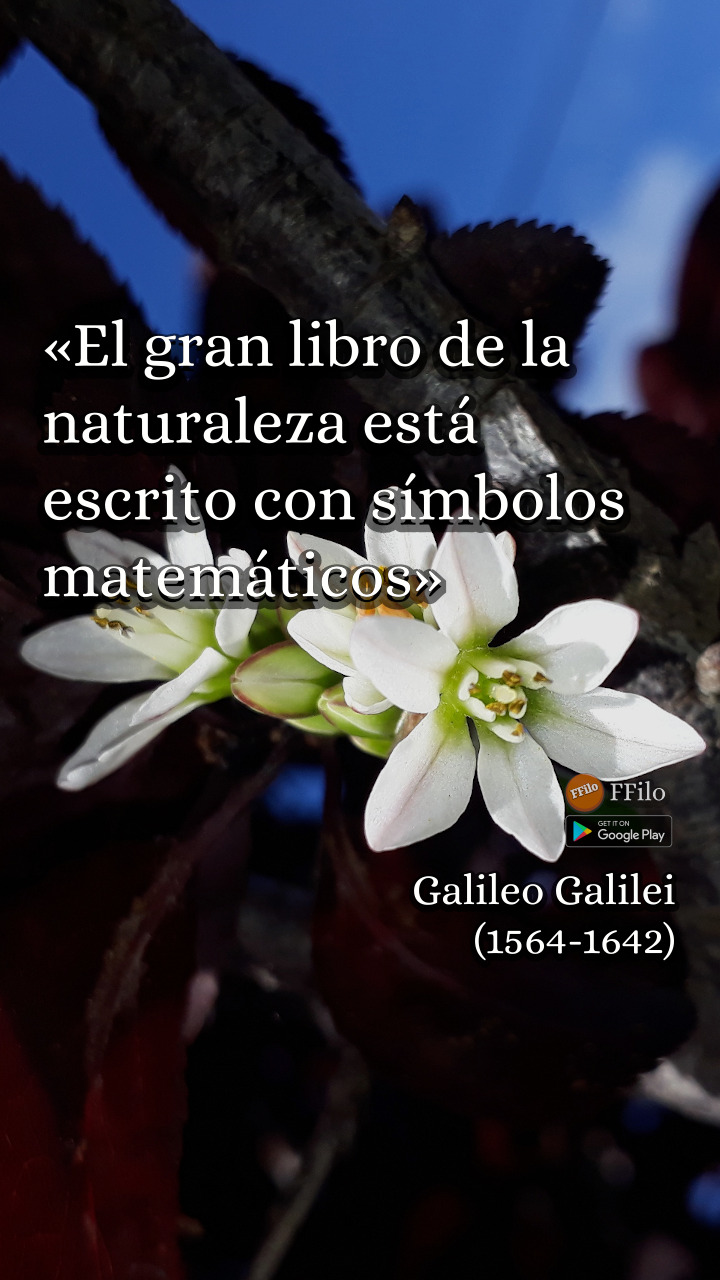 «El gran libro de la
naturaleza está
escrito con símbolos
matemáticos»
FFilo FFilo
GET IT ON
Google Play
Galileo Galilei
(1564-1642)